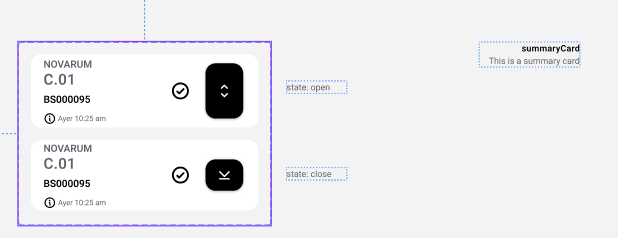 summaryCard
This is a summary card
NOVARUM
C.01
BS000095
Ayer 10:25 am
state: open
NOVARUM
C.01
BS000095
Ayer 10:25 am
state: close